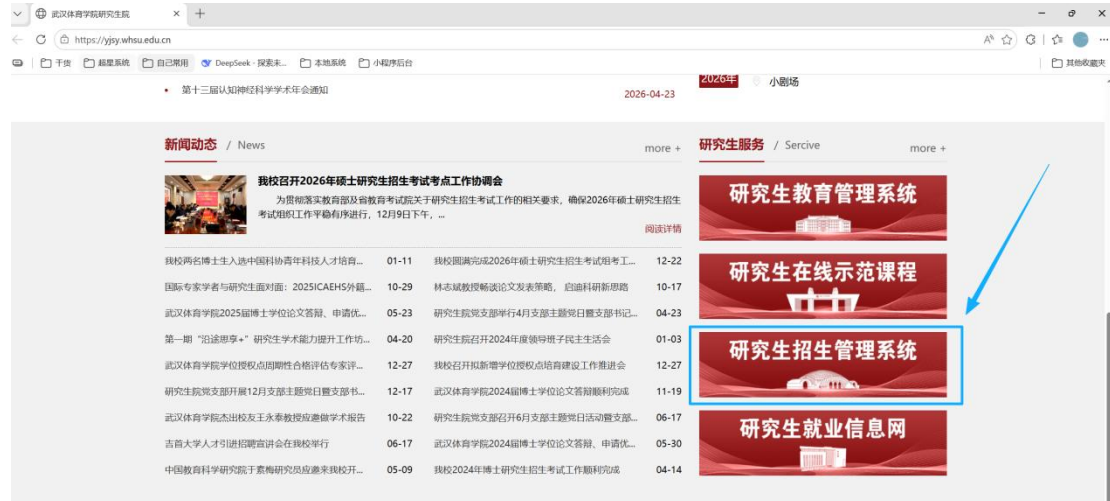 武汉体育学院研究生院
https://yjsy.whsu.edu.cn
干货 超星系统 自己常用 DeepSeek - 探索未... 本地系统 小程序后台 其他收藏夹
• 第十三届认知神经科学学术年会通知 2026-04-23
2026年 小剧场
新闻动态 / News more +
我校召开2026年硕士研究生招生考试考点工作协调会
为贯彻落实教育部及省教育考试院关于研究生招生考试工作的相关要求，确保2026年硕士研究生招生
考试组织工作平稳有序进行，12月9日下午，...
阅读详情
我校两名博士生入选中国科协青年科技人才培育... 01-11 我校圆满完成2026年硕士研究生招生考试组考工... 12-22
国际专家学者与研究生面对面：2025ICAEHS外籍... 10-29 林志斌教授畅谈论文发表策略， 启迪科研新思路 10-17
武汉体育学院2025届博士学位论文答辩、申请优... 05-23 研究生院党支部举行4月支部主题党日暨支部书记... 04-23
第一期“沿途思享+”研究生学术能力提升工作坊... 04-20 研究生院召开2024年度领导班子民主生活会 01-03
武汉体育学院学位授权点周期性合格评估专家评... 12-27 我校召开拟新增学位授权点培育建设工作推进会 12-27
研究生院党支部开展12月支部主题党日暨支部书... 12-17 武汉体育学院2024届博士学位论文答辩顺利完成 11-19
武汉体育学院杰出校友王永泰教授应邀做学术报告 10-22 研究生院党支部召开6月支部主题党日活动暨支部... 06-17
吉首大学人才引进招聘宣讲会在我校举行 06-17 武汉体育学院2024届博士学位论文答辩、申请优... 05-30
中国教育科学研究院于素梅研究员应邀来我校开... 05-09 我校2024年博士研究生招生考试工作顺利完成 04-14
研究生服务 / Sercive more +
研究生教育管理系统
研究生在线示范课程
研究生招生管理系统
研究生就业信息网